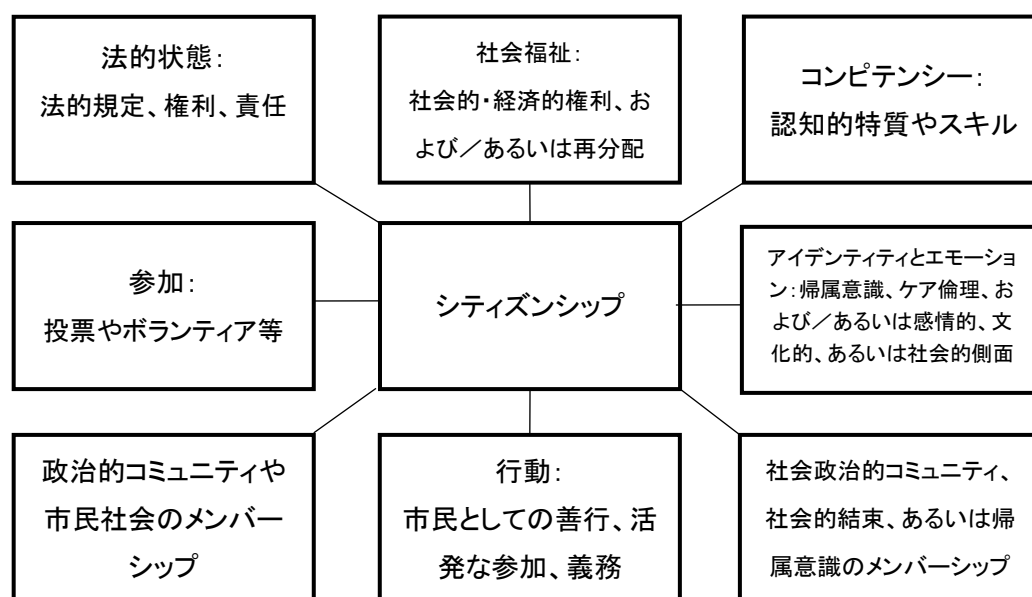 法的状態：
法的規定、権利、責任
社会福祉：
社会的・経済的権利、お
よび／あるいは再分配
コンピテンシー：
認知的特質やスキル
参加：
投票やボランティア等
シティズンシップ
アイデンティティとエモーショ
ン：帰属意識、ケア倫理、お
よび／あるいは感情的、文
化的、あるいは社会的側面
政治的コミュニティや
市民社会のメンバー
シップ
行動：
市民としての善行、活
発な参加、義務
社会政治的コミュニティ、
社会的結束、あるいは帰
属意識のメンバーシップ